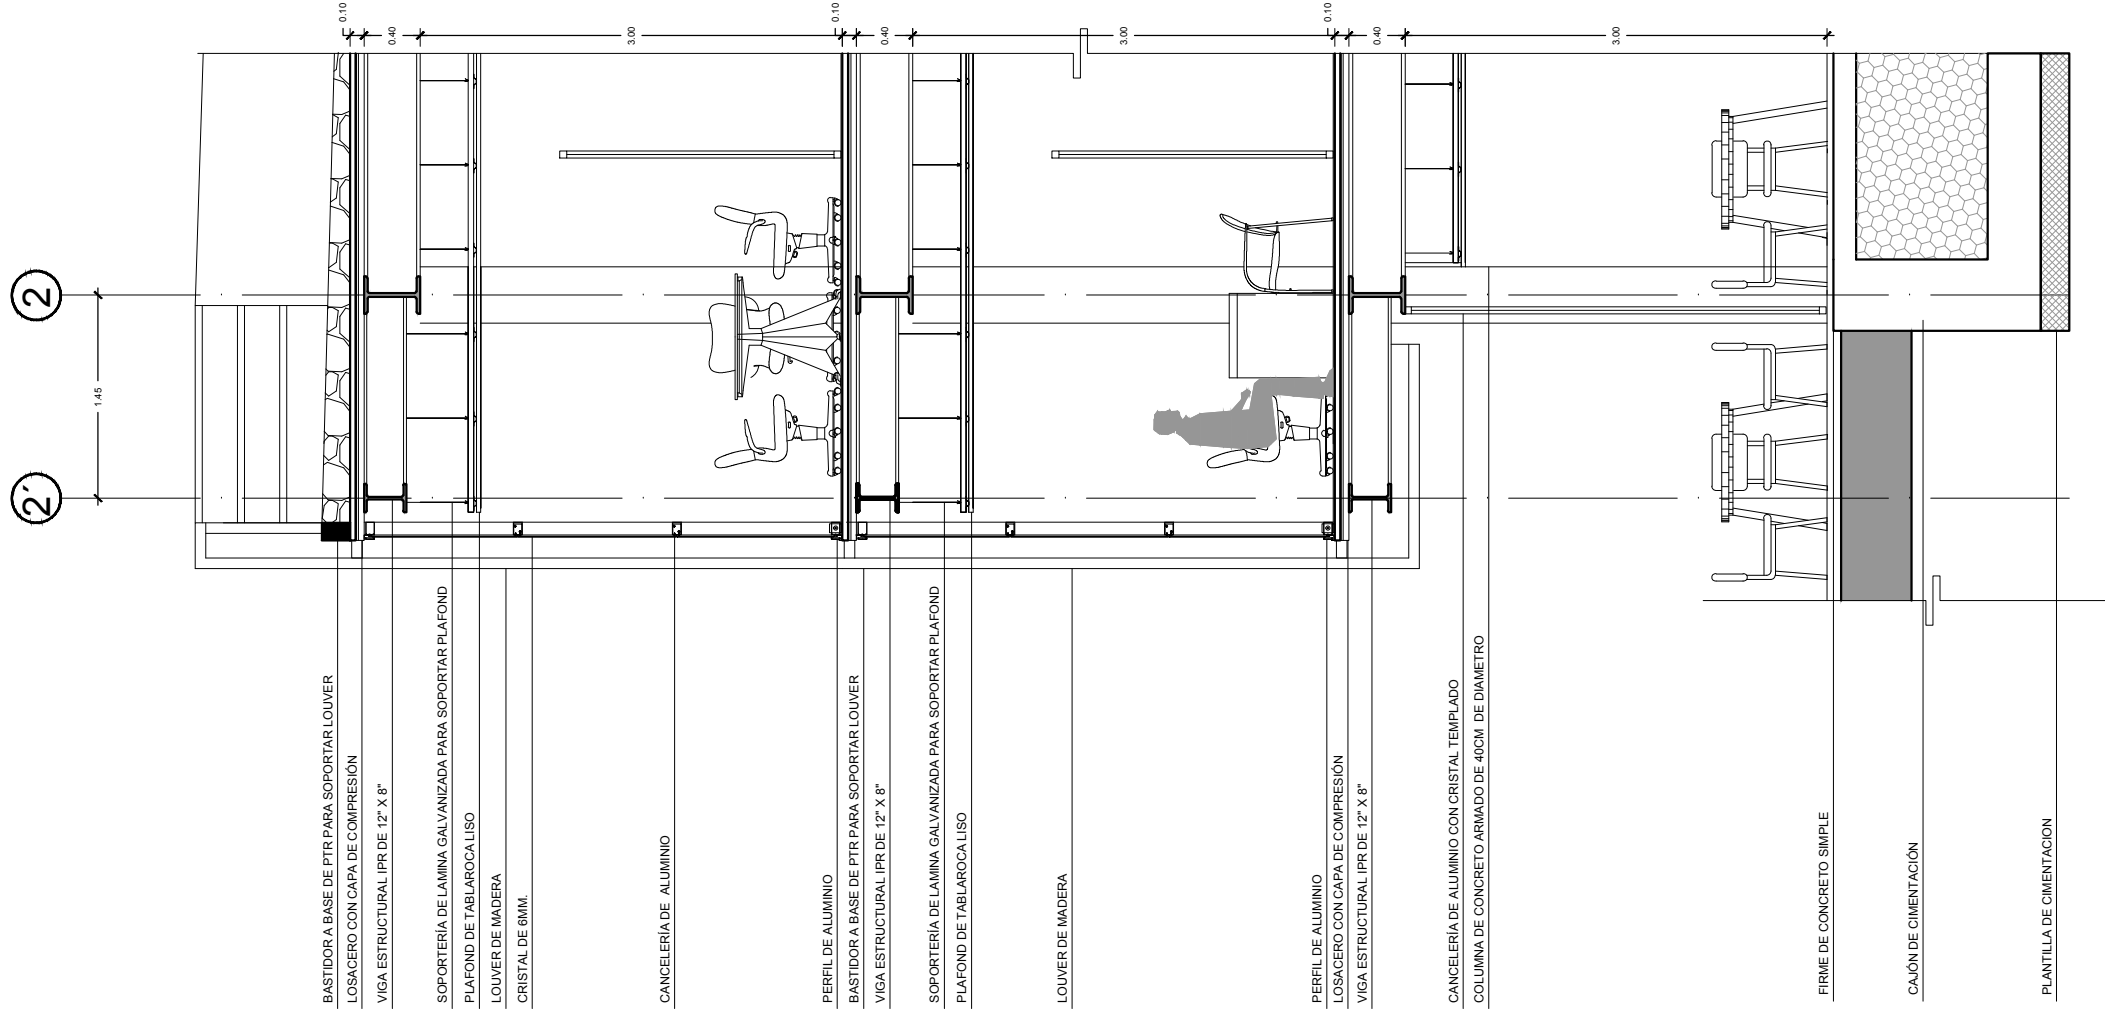 2
2´
1.45
0.10
0.40
3.00
0.10
0.40
3.00
0.10
0.40
3.00
BASTIDOR A BASE DE PTR PARA SOPORTAR LOUVER
LOSACERO CON CAPA DE COMPRESIÓN
VIGA ESTRUCTURAL IPR DE 12" X 8"
SOPORTERÍA DE LAMINA GALVANIZADA PARA SOPORTAR PLAFOND
PLAFOND DE TABLAROCA LISO
LOUVER DE MADERA
CRISTAL DE 6MM.
CANCELERÍA DE ALUMINIO
PERFIL DE ALUMINIO
BASTIDOR A BASE DE PTR PARA SOPORTAR LOUVER
VIGA ESTRUCTURAL IPR DE 12" X 8"
SOPORTERÍA DE LAMINA GALVANIZADA PARA SOPORTAR PLAFOND
PLAFOND DE TABLAROCA LISO
LOUVER DE MADERA
PERFIL DE ALUMINIO
LOSACERO CON CAPA DE COMPRESIÓN
VIGA ESTRUCTURAL IPR DE 12" X 8"
CANCELERÍA DE ALUMINIO CON CRISTAL TEMPLADO
COLUMNA DE CONCRETO ARMADO DE 40CM DE DIAMETRO
FIRME DE CONCRETO SIMPLE
CAJÓN DE CIMENTACIÓN
PLANTILLA DE CIMENTACION